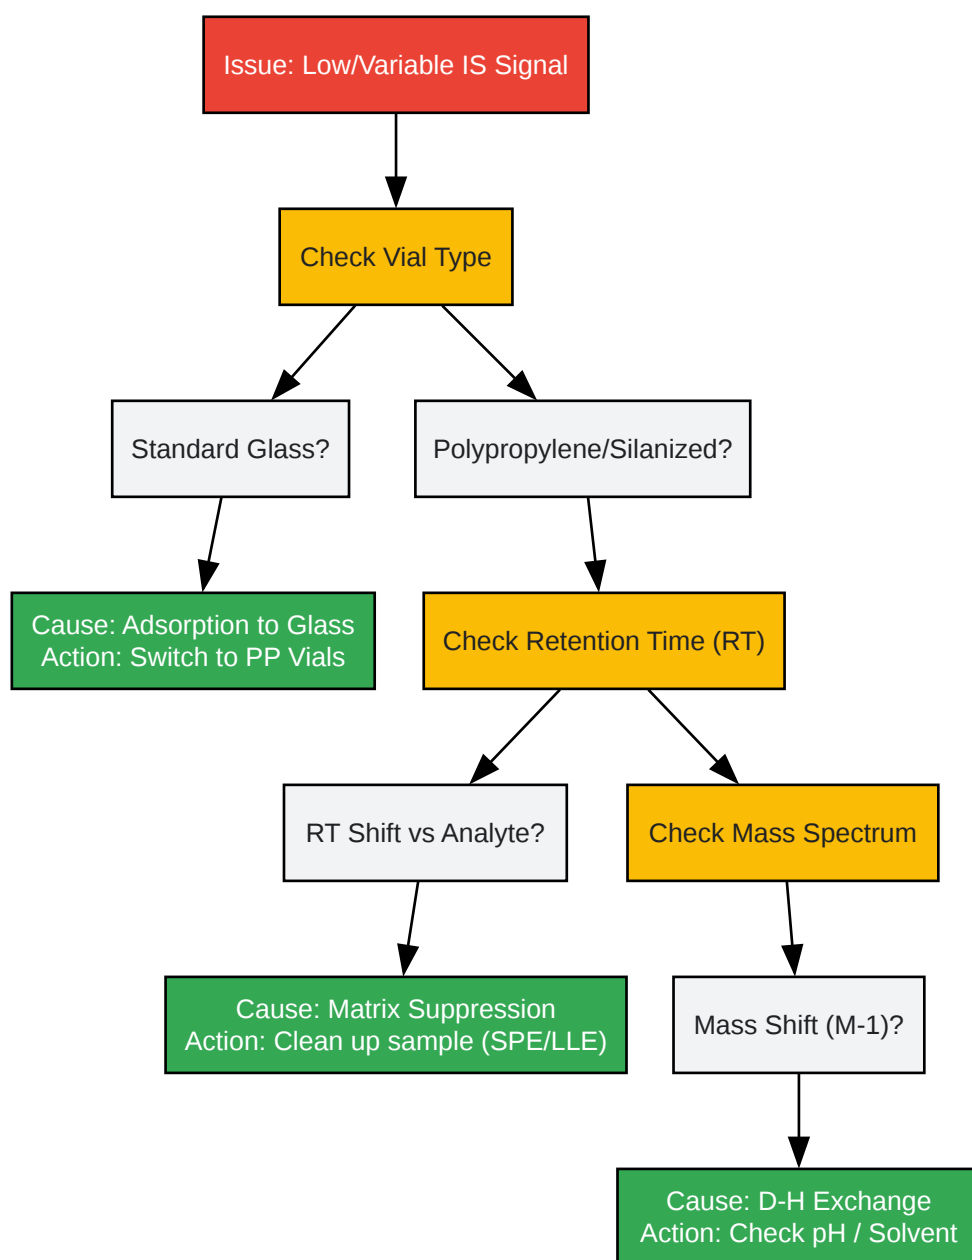 Issue: Low/Variable IS Signal
Check Vial Type
Standard Glass?
Polypropylene/Silanized?
Cause: Adsorption to Glass
Action: Switch to PP Vials
Check Retention Time (RT)
RT Shift vs Analyte?
Check Mass Spectrum
Cause: Matrix Suppression
Action: Clean up sample (SPE/LLE)
Mass Shift (M-1)?
Cause: D-H Exchange
Action: Check pH / Solvent